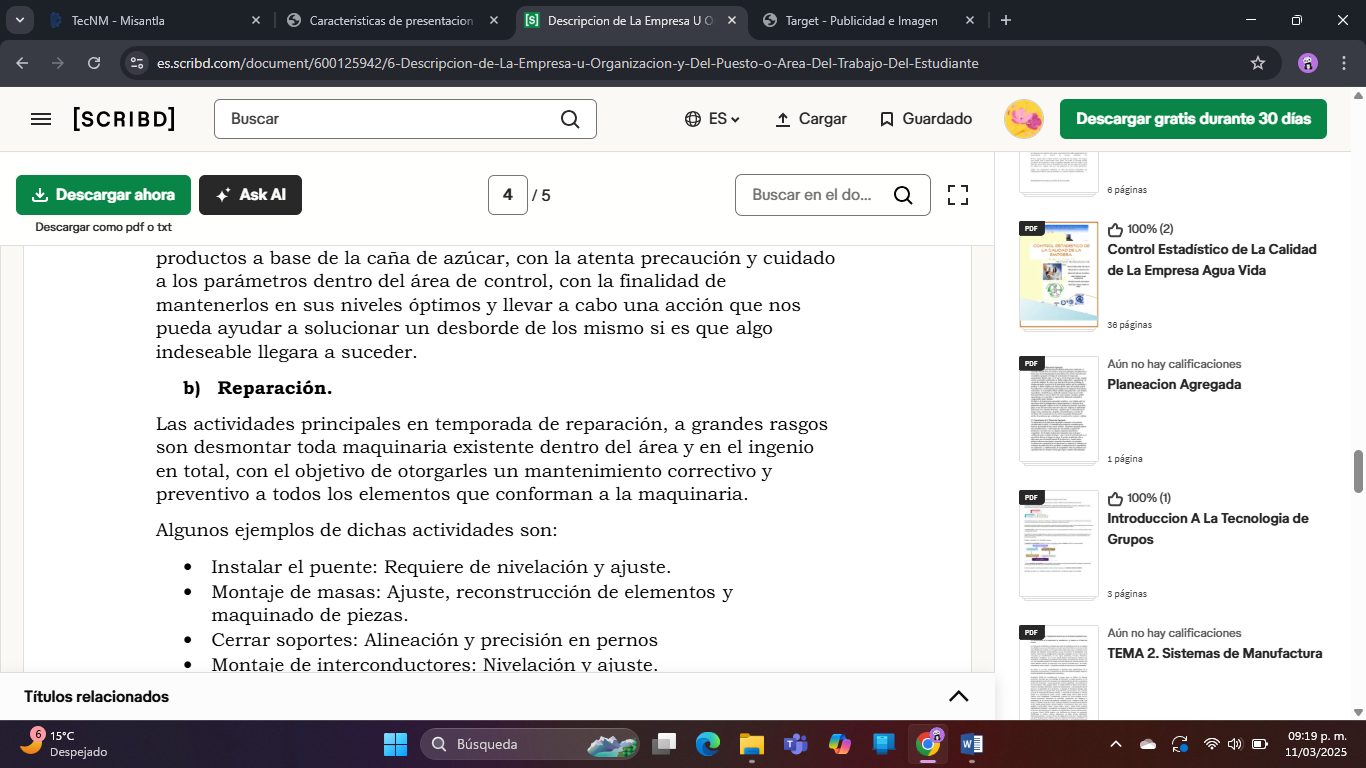 TecNM - Misantla
Caracteristicas de presentacion
Descripcion de La Empresa U O
Target - Publicidad e Imagen
es.scribd.com/document/600125942/6-Descripcion-de-La-Empresa-u-Organizacion-y-Del-Puesto-o-Area-Del-Trabajo-Del-Estudiante
[SCRIBD]
Buscar
ES
Cargar
Guardado
Descargar gratis durante 30 días
Descargar ahora
Ask AI
4 / 5
Buscar en el do...
Descargar como pdf o txt
productos a base de la caña de azúcar, con la atenta precaución y cuidado
a los parámetras dentro del área de control, con la finalidad de
mantenerlos en sus niveles óptimos y llevar a cabo una acción que nos
pueda ayudar a solucionar un desborde de los mismo si es que algo
indeseable llegara a suceder.
b) Reparación
Las actividades primordiales en temporada de reparación, a grandes rasgos
son desarmar toda maquinaria existente dentro del área y en el ingenio
en total, con el objetivo de otorgarles un mantenimiento correctivo y
preventivo a todos los elementos que conforman a la maquinaria.
Algunos ejemplos de dichas actividades son:
• Instalar el puente: Requiere de nivelación y ajuste.
• Montaje de masas: Ajuste, reconstrucción de elementos y
maquinado de piezas.
• Cerrar soportes: Alineación y precisión en pernos
• Montaje de interconductores: Nivelación y ajuste.
Títulos relacionados
6 páginas
PDF
100% (2)
Control Estadístico de La Calidad
de La Empresa Agua Vida
36 páginas
PDF
Aún no hay calificaciones
Planeacion Agregada
1 página
PDF
100% (1)
Introduccion A La Tecnologia de
Grupos
3 páginas
PDF
Aún no hay calificaciones
TEMA 2. Sistemas de Manufactura
6
15°C
Despejado
Búsqueda
09:19 p. m.
11/03/2025